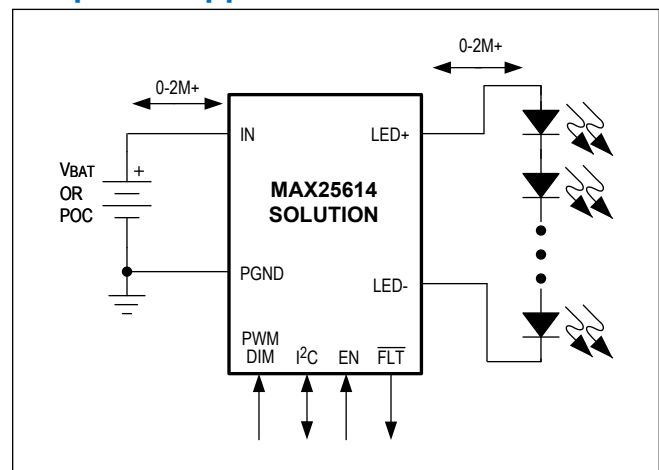 0-2M+
0-2M+
IN
LED+
VBAT
OR
POC
+
MAX25614
SOLUTION
PGND
LED-
PWM
DIM
I2C
EN
FLT